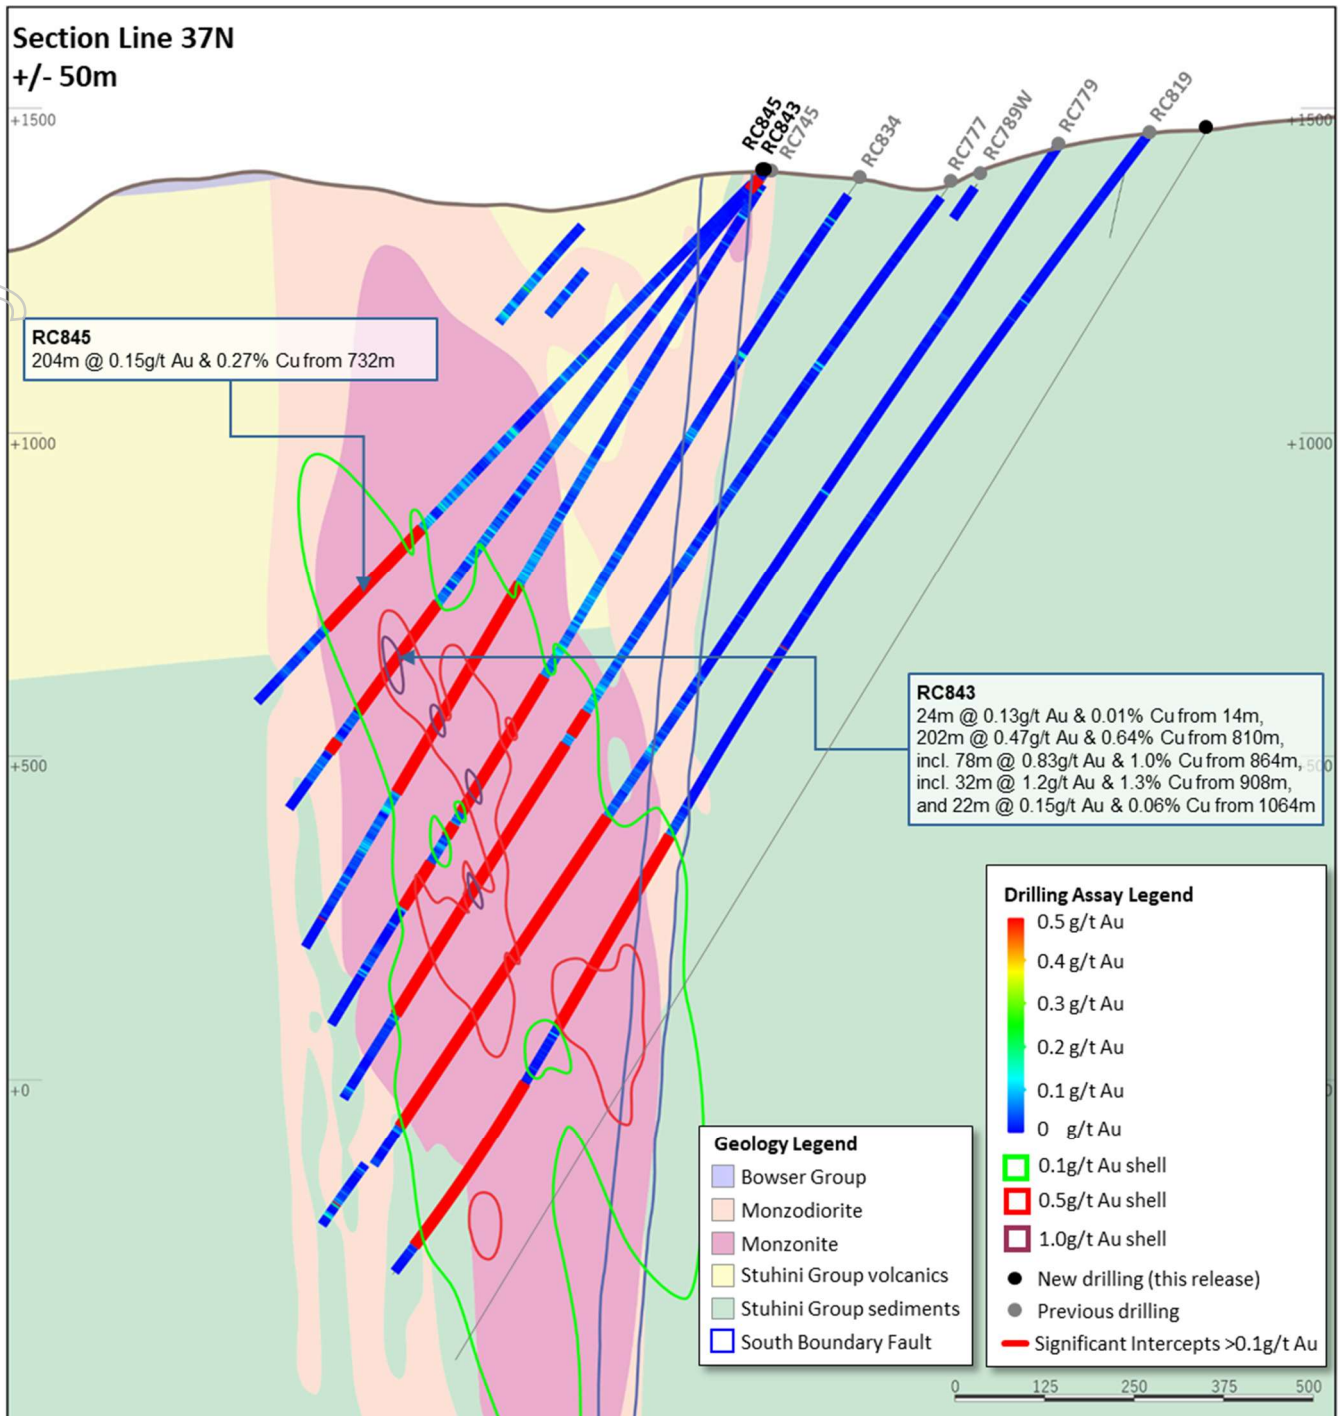 Section Line 37N
+/- 50m
+1500
+1500
RC845
RC843
RC745
RC834
RC777
RC789W
RC779
RC819
RC845
204m @ 0.15g/t Au & 0.27% Cu from 732m
+1000
+1000
RC843
24m @ 0.13g/t Au & 0.01% Cu from 14m,
202m @ 0.47g/t Au & 0.64% Cu from 810m,
incl. 78m @ 0.83g/t Au & 1.0% Cu from 864m,
incl. 32m @ 1.2g/t Au & 1.3% Cu from 908m,
and 22m @ 0.15g/t Au & 0.06% Cu from 1064m
+500
+500
+0
Drilling Assay Legend
0.5 g/t Au
0.4 g/t Au
0.3 g/t Au
0.2 g/t Au
0.1 g/t Au
0 g/t Au
0.1g/t Au shell
0.5g/t Au shell
1.0g/t Au shell
New drilling (this release)
Previous drilling
Significant Intercepts >0.1g/t Au
Geology Legend
Bowser Group
Monzodiorite
Monzonite
Stuhini Group volcanics
Stuhini Group sediments
South Boundary Fault
0 125 250 375 500